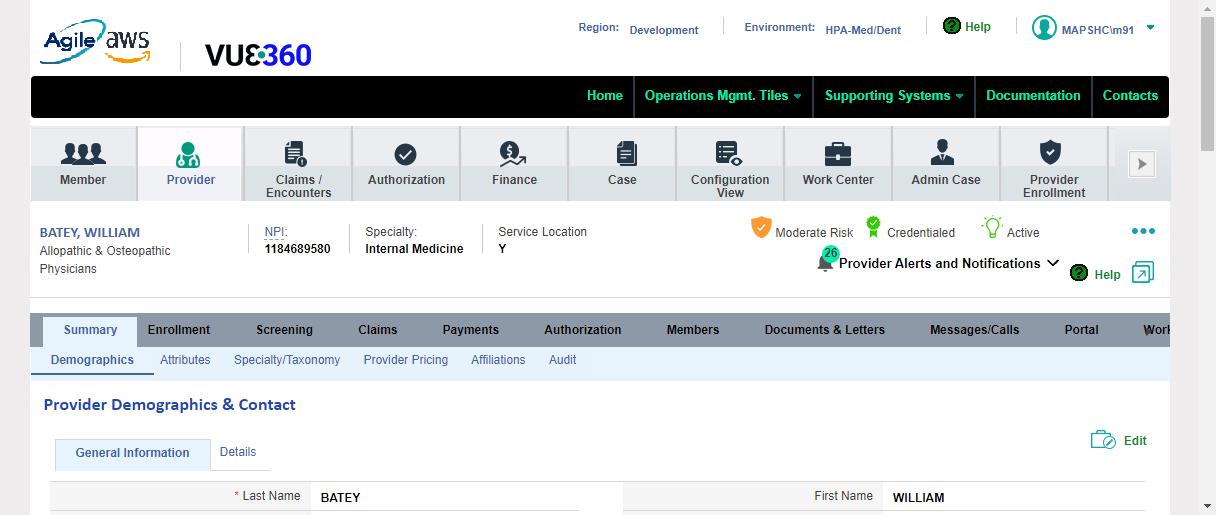 Agile aws
VUE360
Region: Development
Environment: HPA-Med/Dent
? Help
MAPSHC\m91
Home
Operations Mgmt. Tiles
Supporting Systems
Documentation
Contacts
Member
Provider
Claims /
Encounters
Authorization
Finance
Case
Configuration
View
Work Center
Admin Case
Provider
Enrollment
BATEY, WILLIAM
Allopathic & Osteopathic
Physicians
NPI:
1184689580
Specialty:
Internal Medicine
Service Location
Y
Moderate Risk
Credentialed
Active
26
Provider Alerts and Notifications
? Help
Summary
Enrollment
Screening
Claims
Payments
Authorization
Members
Documents & Letters
Messages/Calls
Portal
Demographics
Attributes
Specialty/Taxonomy
Provider Pricing
Affiliations
Audit
Provider Demographics & Contact
Edit
General Information
Details
* Last Name BATEY
First Name WILLIAM